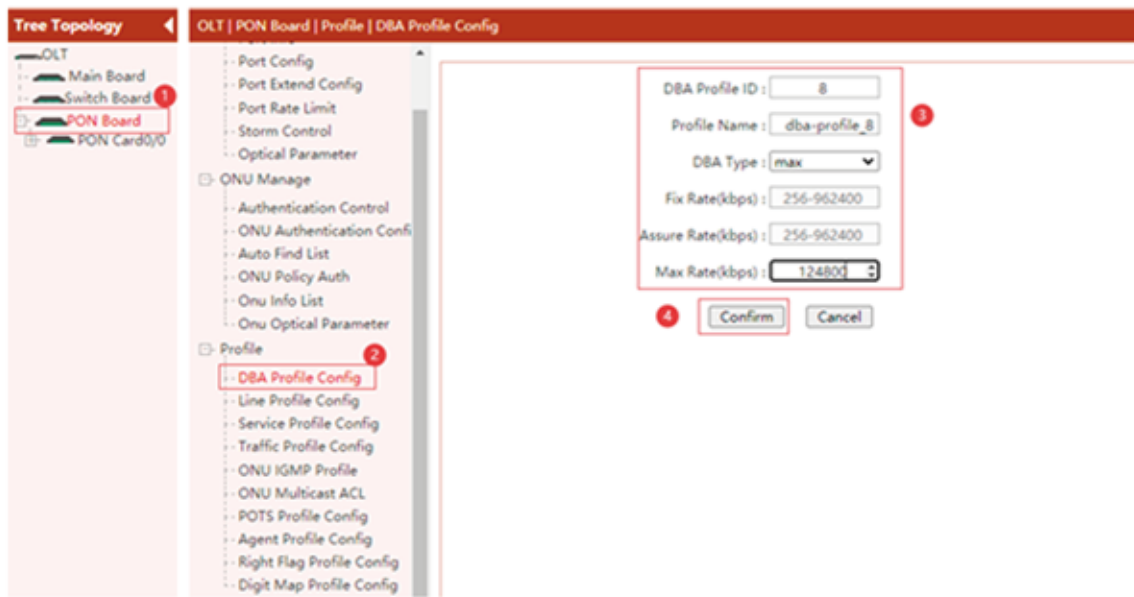 Tree Topology
OLT
Main Board
Switch Board
1
PON Board
PON Card0/0
OLT | PON Board | Profile | DBA Profile Config
Port Config
Port Extend Config
Port Rate Limit
Storm Control
Optical Parameter
ONU Manage
Authentication Control
ONU Authentication Confi
Auto Find List
ONU Policy Auth
Onu Info List
Onu Optical Parameter
Profile
2
DBA Profile Config
Line Profile Config
Service Profile Config
Traffic Profile Config
ONU IGMP Profile
ONU Multicast ACL
POTS Profile Config
Agent Profile Config
Right Flag Profile Config
Digit Map Profile Config
DBA Profile ID : 8
3
Profile Name : dba-profile_8
DBA Type : max
Fix Rate(kbps) : 256-962400
Assure Rate(kbps) : 256-962400
Max Rate(kbps) : 124800
4 Confirm Cancel